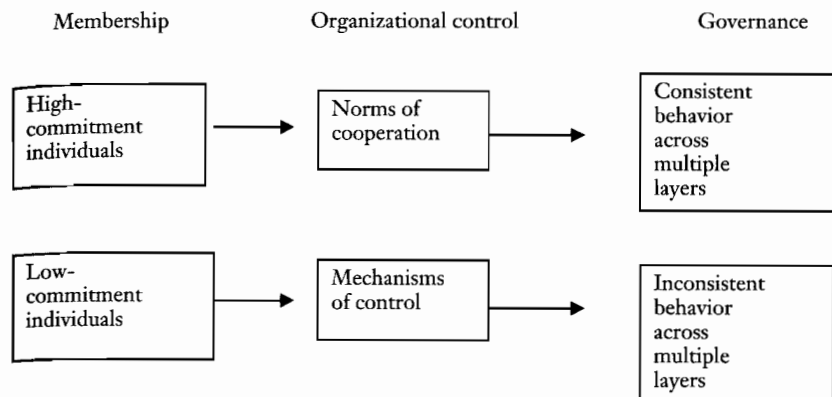 Membership
Organizational control
Governance
High-
commitment
individuals
Norms of
cooperation
Consistent
behavior
across
multiple
layers
Low-
commitment
individuals
Mechanisms
of control
Inconsistent
behavior
across
multiple
layers